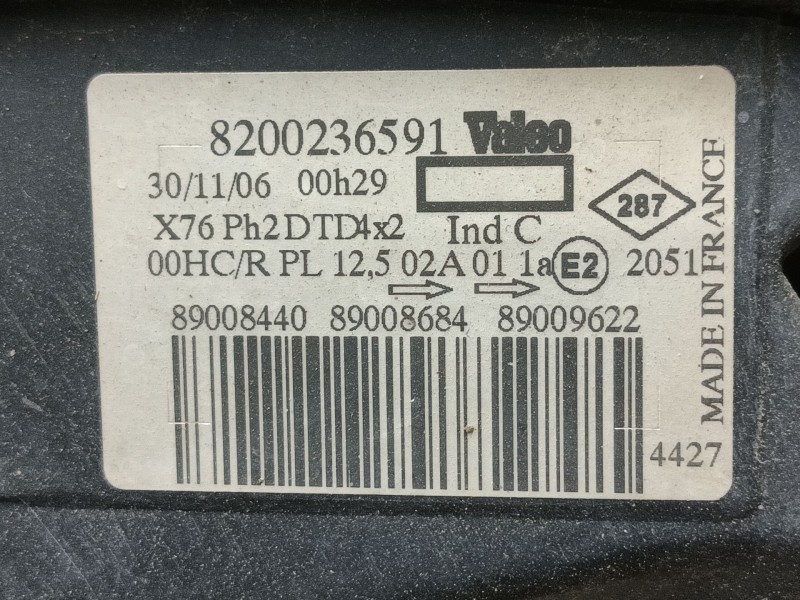 8200236591 Valeo
30/11/06 00h29
287
X76 Ph2 DTD4x2 Ind C
00HC/R PL 12,5 02A 01 1a E2 2051
89008440 89008684 89009622
4427
MADE IN FRANCE